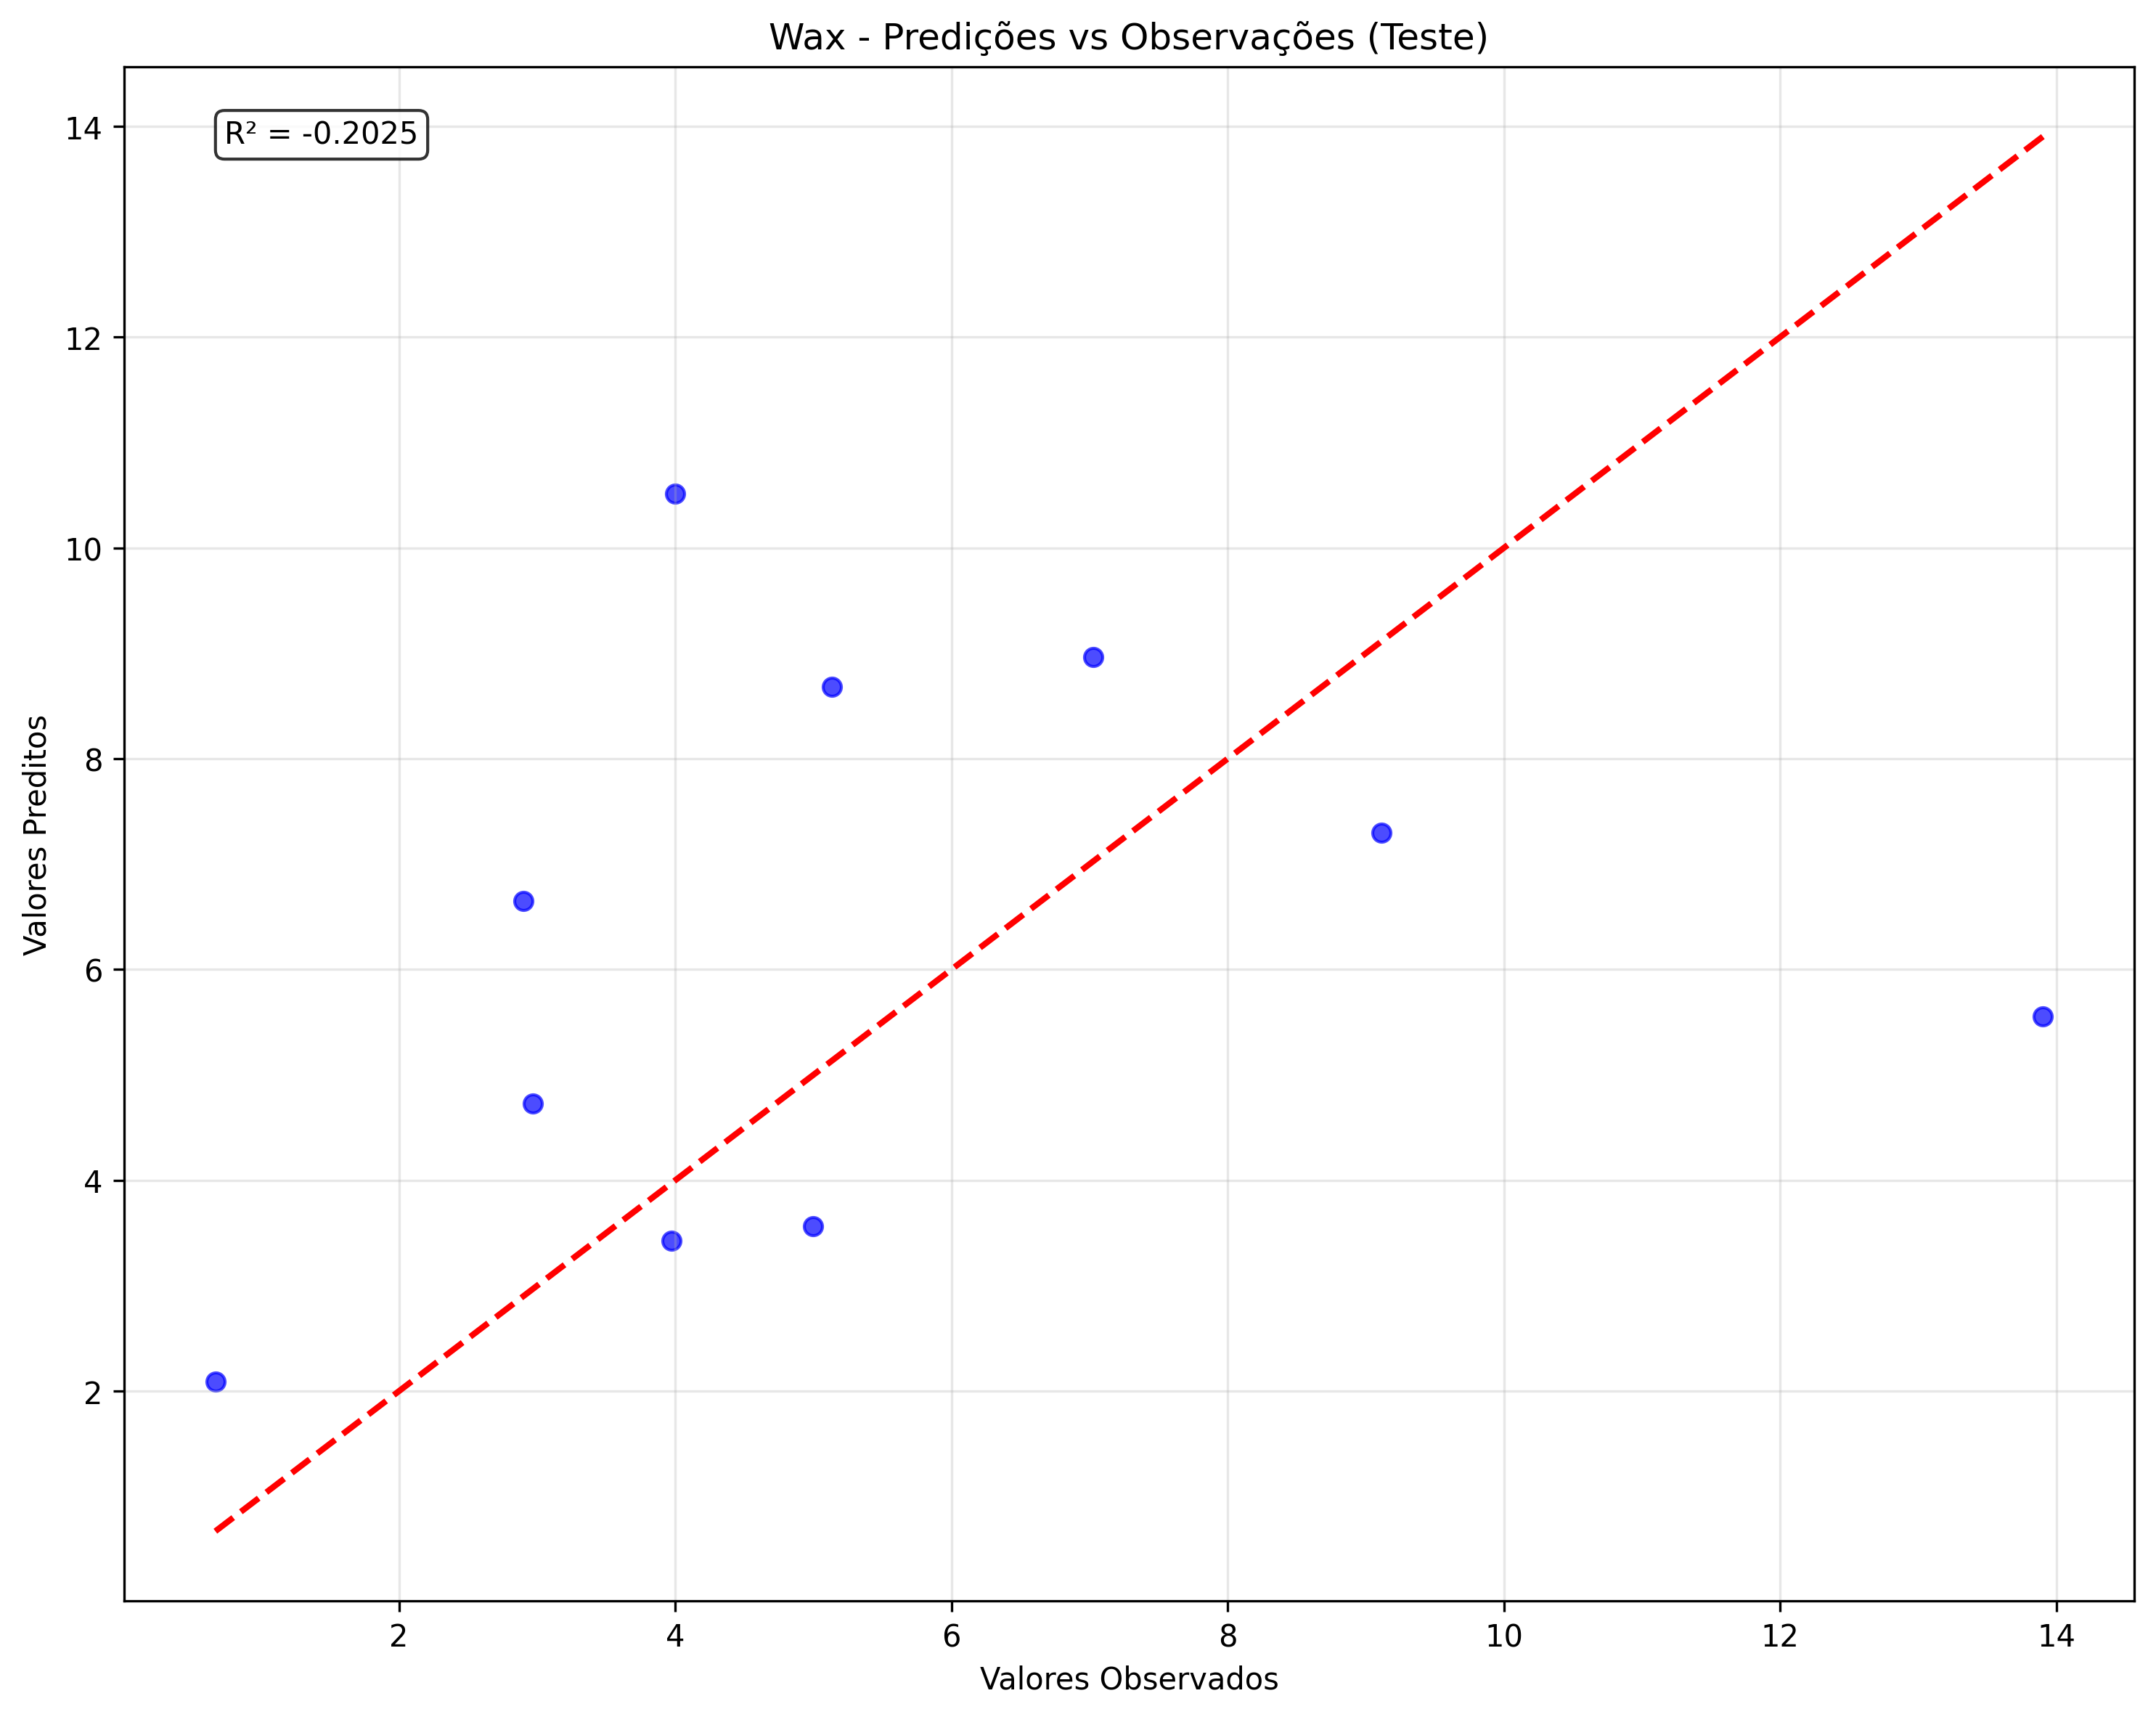 Wax - Predições vs Observações (Teste)
R² = -0.2025
14
12
10
8
6
4
2
Valores Preditos
2 4 6 8 10 12 14
Valores Observados